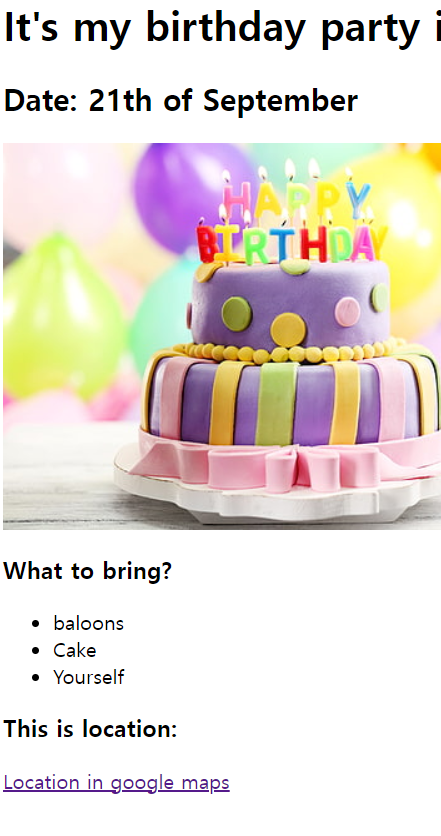 It's my birthday party i
Date: 21th of September
HAPPY
BIRTHDAY
What to bring?
baloons
Cake
Yourself
This is location:
Location in google maps